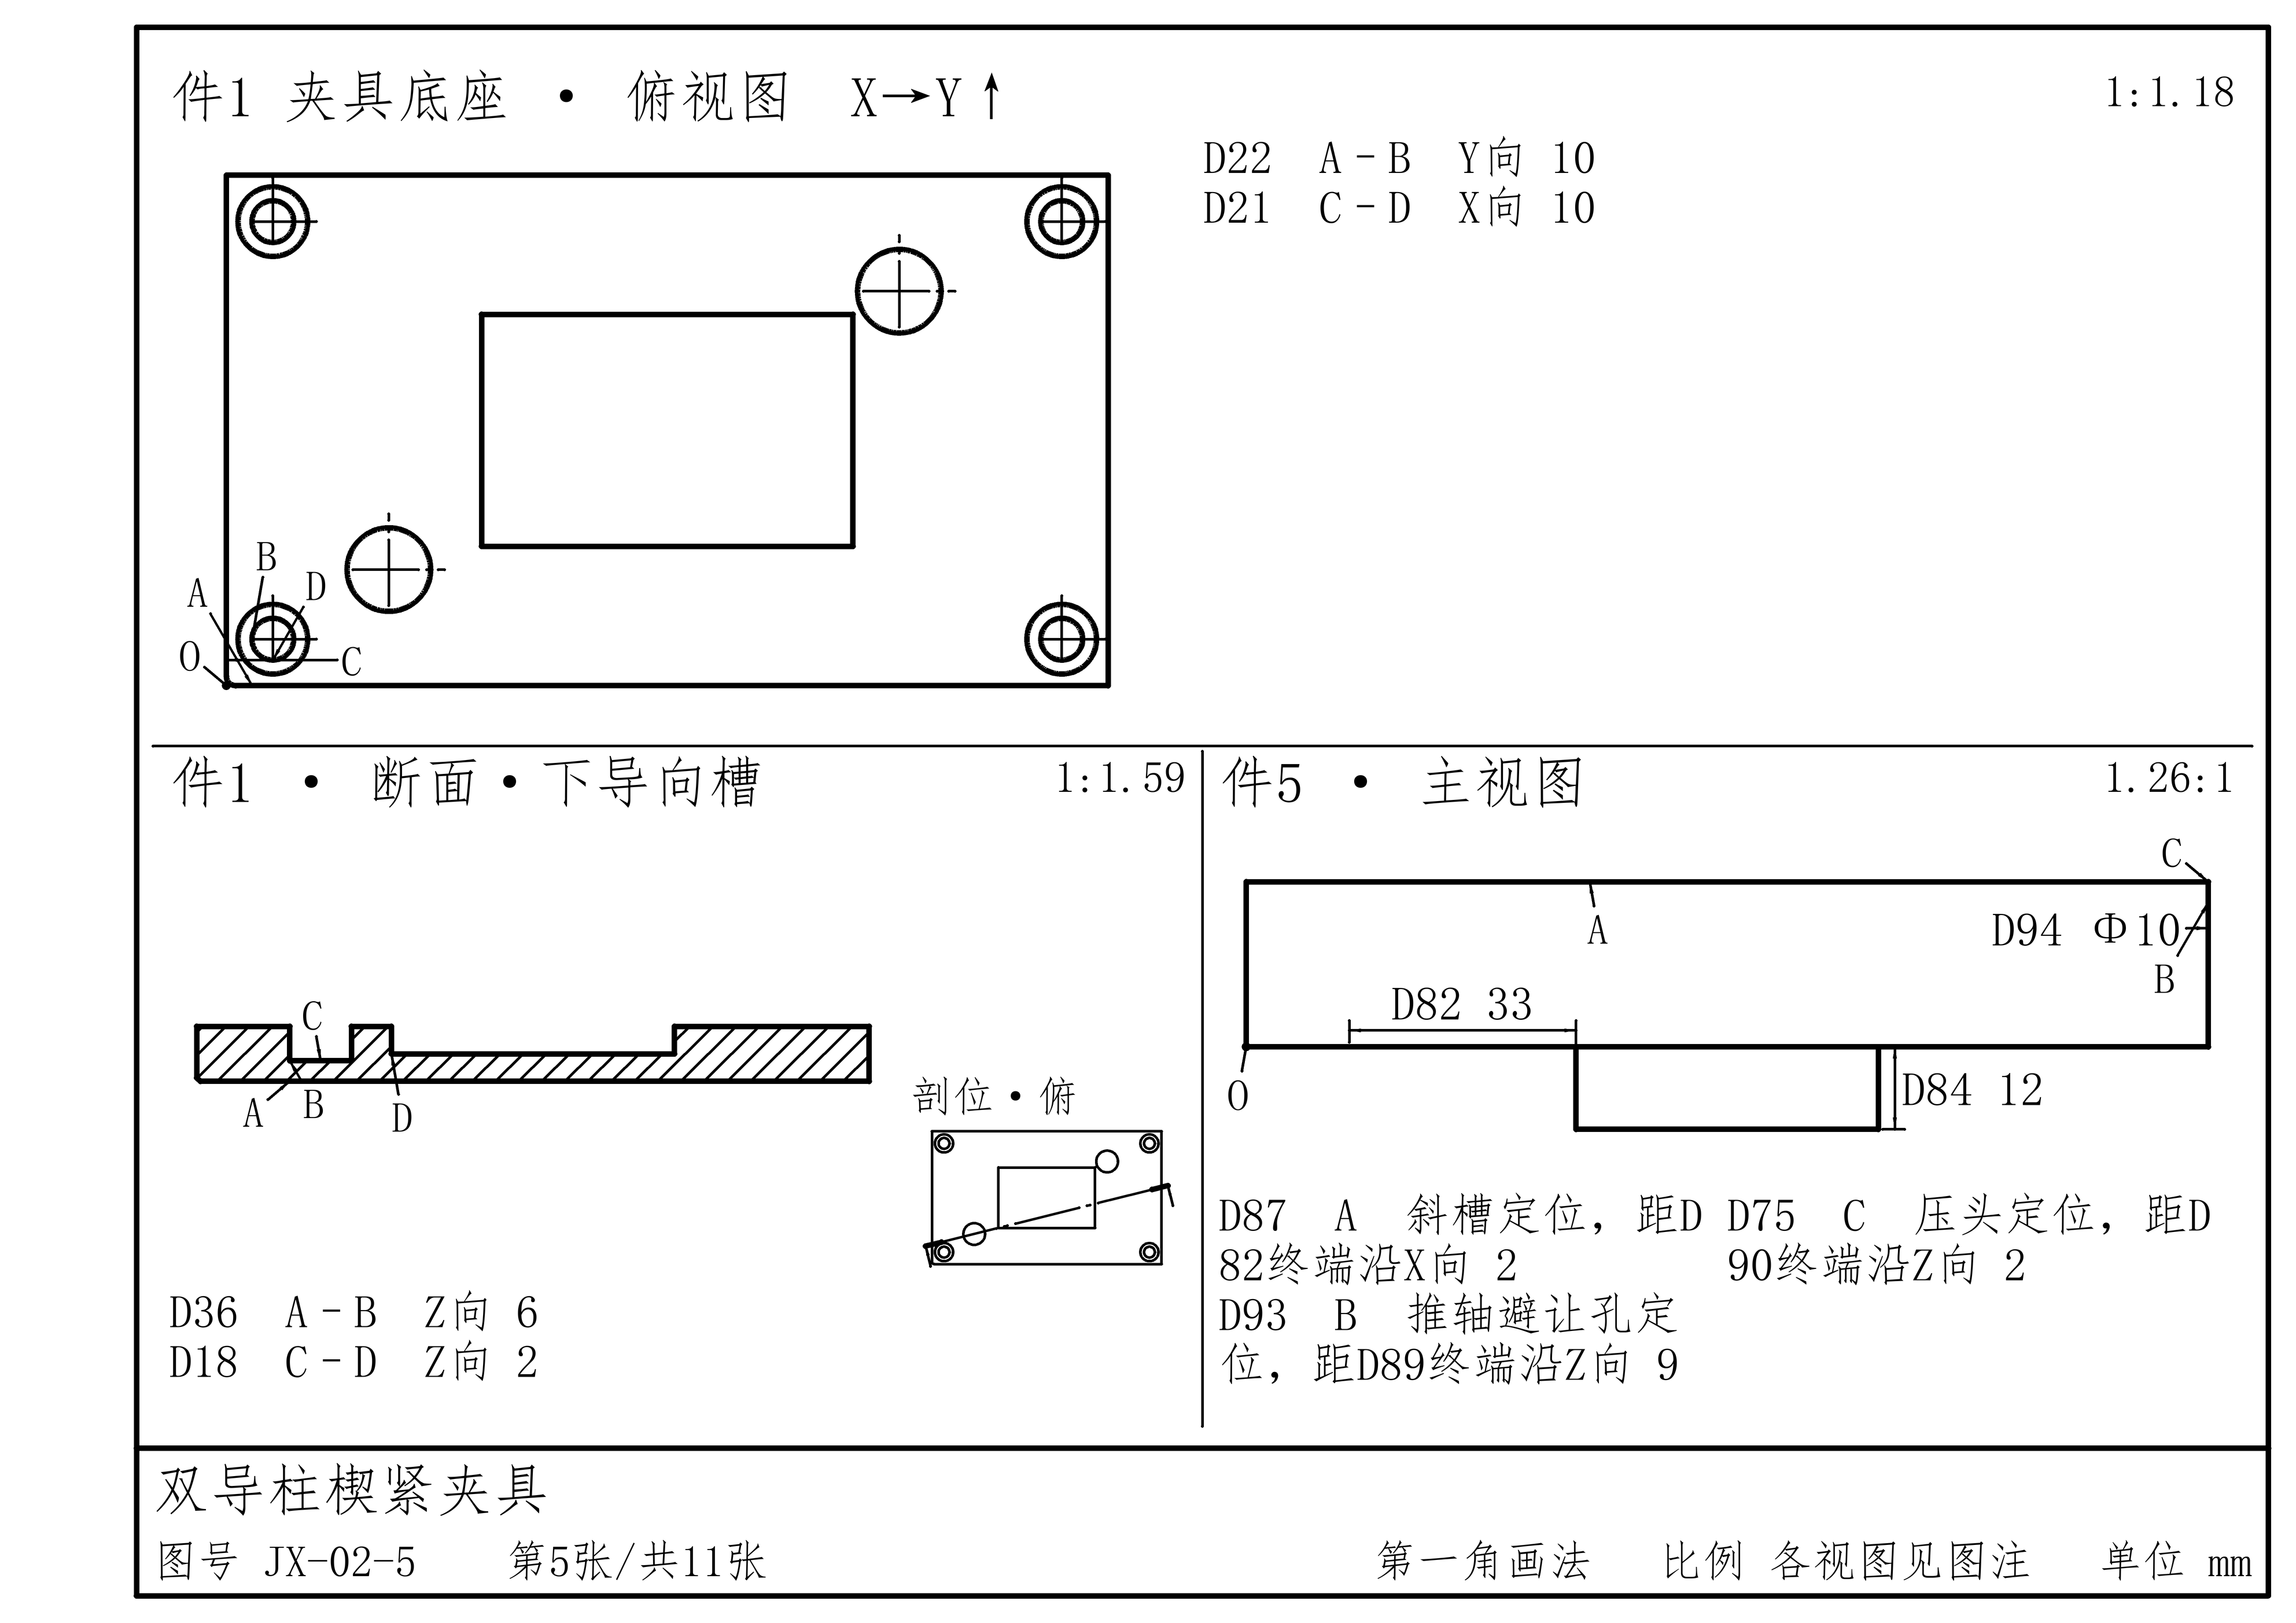 件1 夹具底座 · 俯视图 X→Y↑
1:1.18
D22 A-B Y向 10
D21 C-D X向 10
B
D
A
O
C
件1 · 断面·下导向槽
1:1.59
C
A
B
D
剖位·俯
D36 A-B Z向 6
D18 C-D Z向 2
件5 · 主视图
1.26:1
C
A
D94 Φ10
B
D82 33
O
D84 12
D87 A 斜槽定位，距D
82终端沿X向 2
D93 B 推轴避让孔定
位，距D89终端沿Z向 9
D75 C 压头定位，距D
90终端沿Z向 2
双导柱楔紧夹具
图号 JX-02-5 第5张/共11张 第一角画法 比例 各视图见图注 单位 mm